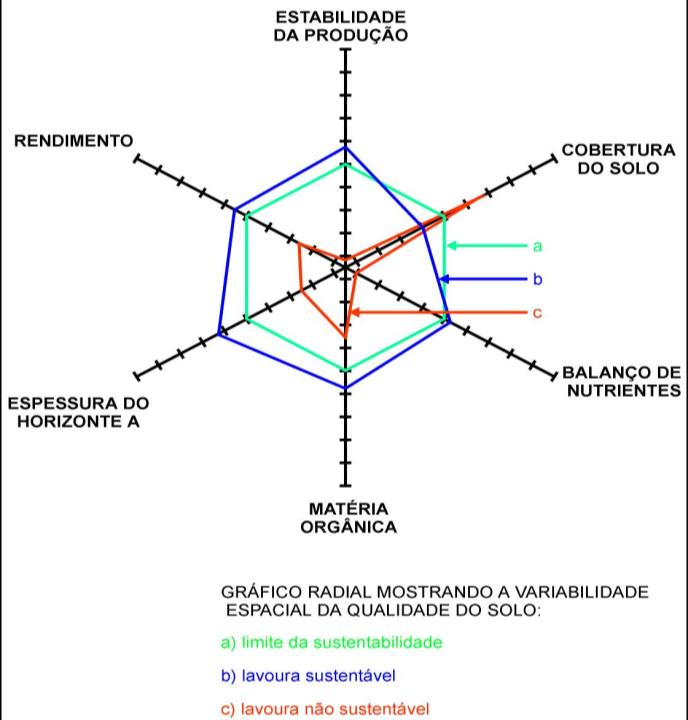 ESTABILIDADE
DA PRODUÇÃO
RENDIMENTO
COBERTURA
DO SOLO
a
b
c
BALANÇO DE
NUTRIENTES
ESPESSURA DO
HORIZONTE A
MATÉRIA
ORGÂNICA
GRÁFICO RADIAL MOSTRANDO A VARIABILIDADE
ESPACIAL DA QUALIDADE DO SOLO:
a) limite da sustentabilidade
b) lavoura sustentável
c) lavoura não sustentável